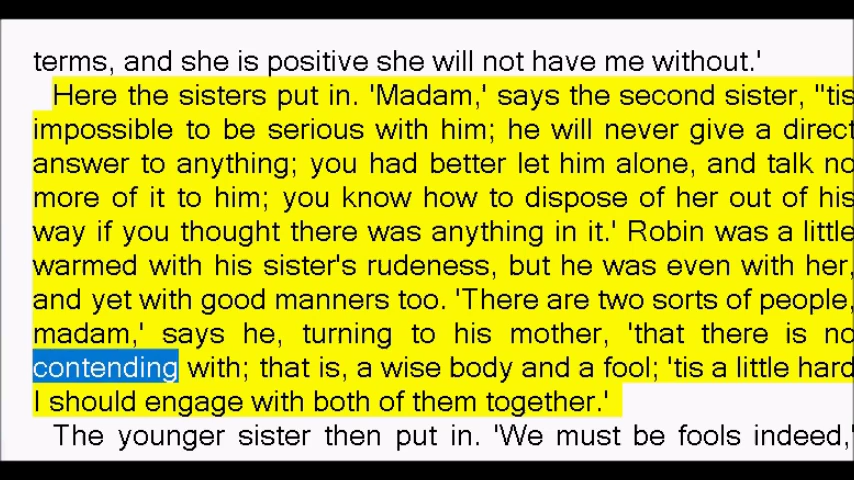 terms, and she is positive she will not have me without.'
Here the sisters put in. 'Madam,' says the second sister, ''tis
impossible to be serious with him; he will never give a direct
answer to anything; you had better let him alone, and talk no
more of it to him; you know how to dispose of her out of his
way if you thought there was anything in it.' Robin was a little
warmed with his sister's rudeness, but he was even with her,
and yet with good manners too. 'There are two sorts of people,
madam,' says he, turning to his mother, 'that there is no
contending with; that is, a wise body and a fool; 'tis a little hard
I should engage with both of them together.'
The younger sister then put in. 'We must be fools indeed,'